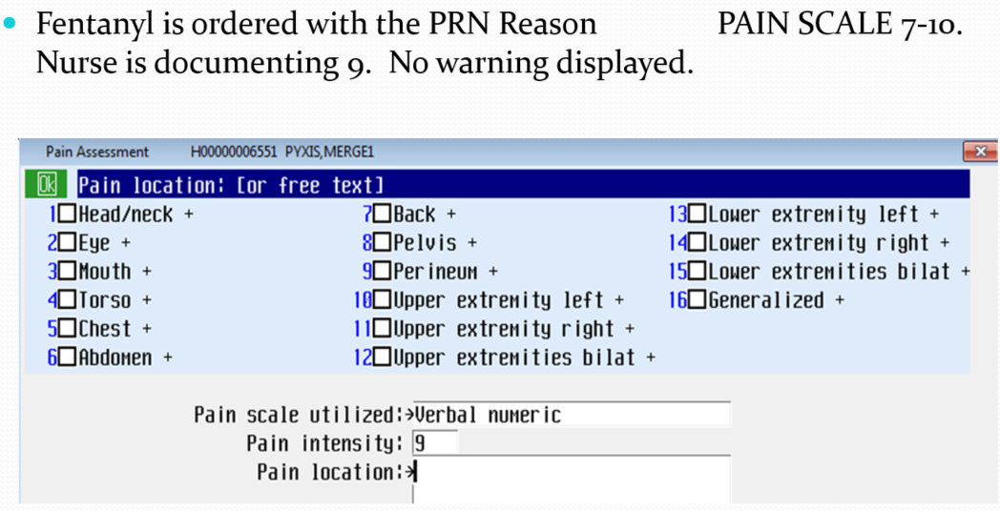 • Fentanyl is ordered with the PRN Reason PAIN SCALE 7-10.
Nurse is documenting 9. No warning displayed.
Pain Assessment H00000006551 PYXIS,MERGE1
Ok Pain location: [or free text]
1 Head/neck + 7 Back + 13 Lower extremity left +
2 Eye + 8 Pelvis + 14 Lower extremity right +
3 Mouth + 9 Perineum + 15 Lower extremities bilat +
4 Torso + 10 Upper extremity left + 16 Generalized +
5 Chest + 11 Upper extremity right +
6 Abdomen + 12 Upper extremities bilat +
Pain scale utilized:→Verbal numeric
Pain intensity: 9
Pain location:→